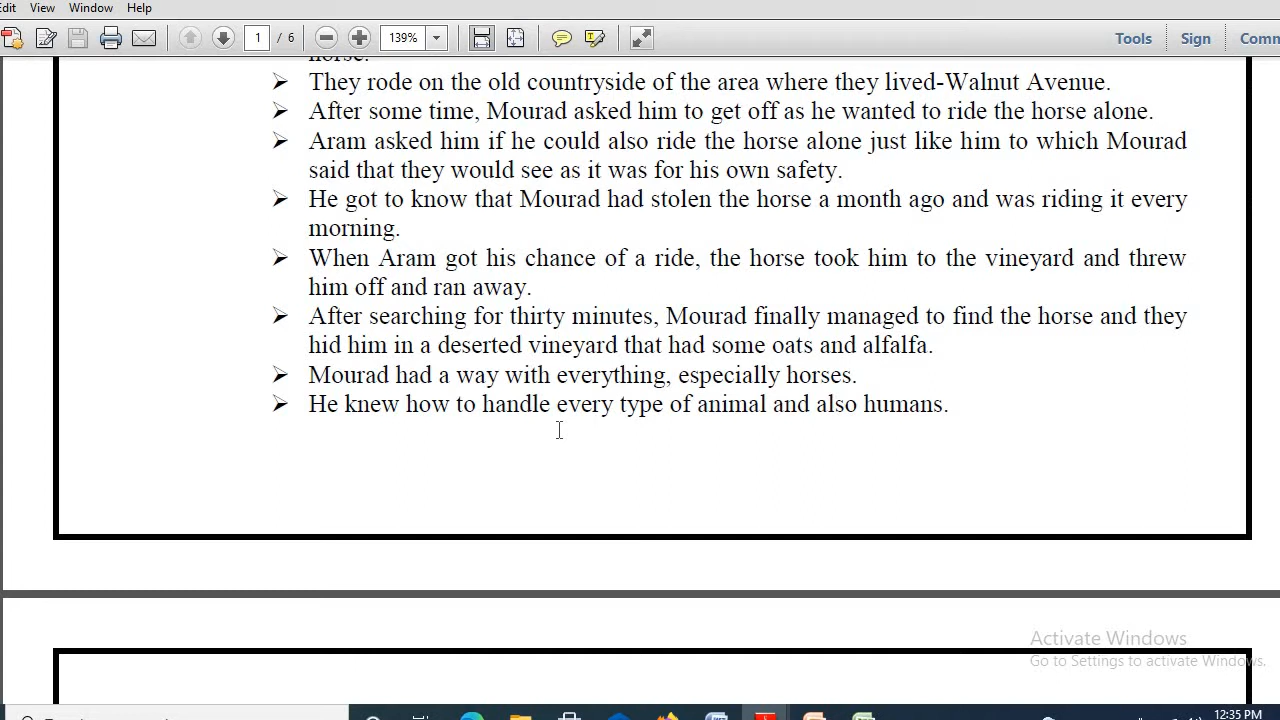 Edit View Window Help
1 / 6 139% Tools Sign Comm
horse.
➢ They rode on the old countryside of the area where they lived-Walnut Avenue.
➢ After some time, Mourad asked him to get off as he wanted to ride the horse alone.
➢ Aram asked him if he could also ride the horse alone just like him to which Mourad
said that they would see as it was for his own safety.
➢ He got to know that Mourad had stolen the horse a month ago and was riding it every
morning.
➢ When Aram got his chance of a ride, the horse took him to the vineyard and threw
him off and ran away.
➢ After searching for thirty minutes, Mourad finally managed to find the horse and they
hid him in a deserted vineyard that had some oats and alfalfa.
➢ Mourad had a way with everything, especially horses.
➢ He knew how to handle every type of animal and also humans.
Activate Windows
Go to Settings to activate Windows.
12:35 PM